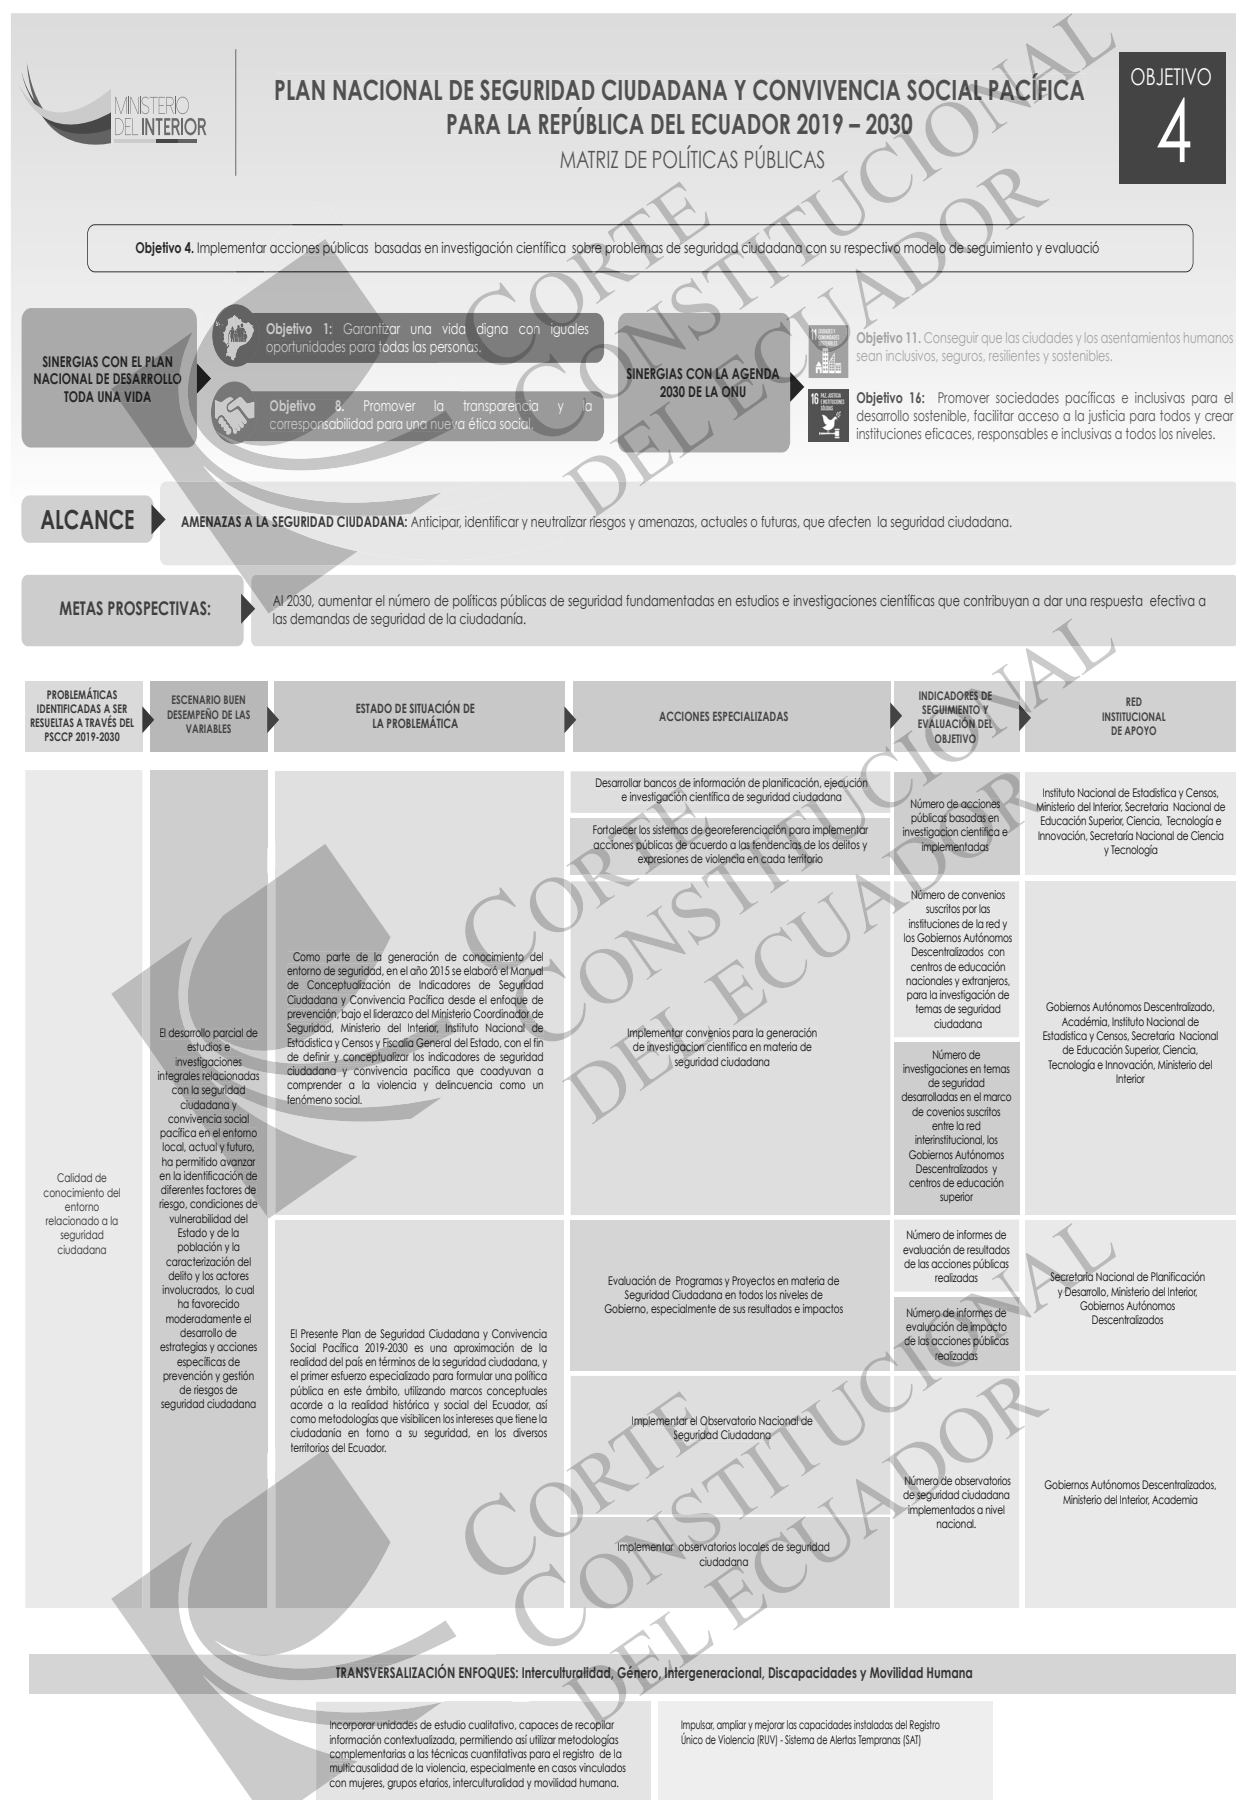 MINISTERIO
DEL INTERIOR
PLAN NACIONAL DE SEGURIDAD CIUDADANA Y CONVIVENCIA SOCIAL PACÍFICA
PARA LA REPÚBLICA DEL ECUADOR 2019 – 2030
MATRIZ DE POLÍTICAS PÚBLICAS
OBJETIVO
4
Objetivo 4. Implementar acciones públicas basadas en investigación científica sobre problemas de seguridad ciudadana con su respectivo modelo de seguimiento y evaluació
SINERGIAS CON EL PLAN
NACIONAL DE DESARROLLO
TODA UNA VIDA
Objetivo 1: Garantizar una vida digna con iguales
oportunidades para todas las personas.
Objetivo 8. Promover la transparencia y la
corresponsabilidad para una nueva ética social.
SINERGIAS CON LA AGENDA
2030 DE LA ONU
11 CIUDADES Y
COMUNIDADES
SOSTENIBLES
Objetivo 11. Conseguir que las ciudades y los asentamientos humanos
sean inclusivos, seguros, resilientes y sostenibles.
16 PAZ, JUSTICIA
E INSTITUCIONES
SÓLIDAS
Objetivo 16: Promover sociedades pacíficas e inclusivas para el
desarrollo sostenible, facilitar acceso a la justicia para todos y crear
instituciones eficaces, responsables e inclusivas a todos los niveles.
ALCANCE
AMENAZAS A LA SEGURIDAD CIUDADANA: Anticipar, identificar y neutralizar riesgos y amenazas, actuales o futuras, que afecten la seguridad ciudadana.
METAS PROSPECTIVAS:
Al 2030, aumentar el número de políticas públicas de seguridad fundamentadas en estudios e investigaciones científicas que contribuyan a dar una respuesta efectiva a
las demandas de seguridad de la ciudadanía.
PROBLEMÁTICAS
IDENTIFICADAS A SER
RESUELTAS A TRAVÉS DEL
PSCCP 2019-2030
ESCENARIO BUEN
DESEMPEÑO DE LAS
VARIABLES
ESTADO DE SITUACIÓN DE
LA PROBLEMÁTICA
ACCIONES ESPECIALIZADAS
INDICADORES DE
SEGUIMIENTO Y
EVALUACIÓN DEL
OBJETIVO
RED
INSTITUCIONAL
DE APOYO
Calidad de
conocimiento del
entorno
relacionado a la
seguridad
ciudadana
El desarrollo parcial de
estudios e
investigaciones
integrales relacionadas
con la seguridad
ciudadana y
convivencia social
pacífica en el entorno
local, actual y futuro,
ha permitido avanzar
en la identificación de
diferentes factores de
riesgo, condiciones de
vulnerabilidad del
Estado y de la
población y la
caracterización del
delito y los actores
involucrados, lo cual
ha favorecido
moderadamente el
desarrollo de
estrategias y acciones
específicas de
prevención y gestión
de riesgos de
seguridad ciudadana
Como parte de la generación de conocimiento del
entorno de seguridad, en el año 2015 se elaboró el Manual
de Conceptualización de Indicadores de Seguridad
Ciudadana y Convivencia Pacífica desde el enfoque de
prevención, bajo el liderazco del Ministerio Coordinador de
Seguridad, Ministerio del Interior, Instituto Nacional de
Estadistica y Censos y Fiscalia General del Estado, con el fin
de definir y conceptualizar los indicadores de seguridad
ciudadana y convivencia pacífica que coadyuvan a
comprender a la violencia y delincuencia como un
fenómeno social.
El Presente Plan de Seguridad Ciudadana y Convivencia
Social Pacífica 2019-2030 es una aproximación de la
realidad del país en términos de la seguridad ciudadana, y
el primer esfuerzo especializado para formular una política
pública en este ámbito, utilizando marcos conceptuales
acorde a la realidad histórica y social del Ecuador, así
como metodologías que visibilicen los intereses que tiene la
ciudadanía en torno a su seguridad, en los diversos
territorios del Ecuador.
Desarrollar bancos de información de planificación, ejecución
e investigación científica de seguridad ciudadana
Fortalecer los sistemas de georeferenciación para implementar
acciones públicas de acuerdo a las tendencias de los delitos y
expresiones de violencia en cada territorio
Implementar convenios para la generación
de investigacion cientifica en materia de
seguridad ciudadana
Evaluación de Programas y Proyectos en materia de
Seguridad Ciudadana en todos los niveles de
Gobierno, especialmente de sus resultados e impactos
Implementar el Observatorio Nacional de
Seguridad Ciudadana
Implementar observatorios locales de seguridad
ciudadana
Número de acciones
públicas basadas en
investigacion cientifica e
implementadas
Número de convenios
suscritos por las
instituciones de la red y
los Gobiernos Autónomos
Descentralizados con
centros de educación
nacionales y extranjeros,
para la investigación de
temas de seguridad
ciudadana
Número de
investigaciones en temas
de seguridad
desarrolladas en el marco
de covenios suscritos
entre la red
interinstitucional, los
Gobiernos Autónomos
Descentralizados y
centros de educación
superior
Número de informes de
evaluación de resultados
de las acciones públicas
realizadas
Número de informes de
evaluación de impacto
de las acciones públicas
realizadas
Número de observatorios
de seguridad ciudadana
implementados a nivel
nacional.
Instituto Nacional de Estadistica y Censos,
Ministerio del Interior, Secretaria Nacional de
Educación Superior, Ciencia, Tecnología e
Innovación, Secretaría Nacional de Ciencia
y Tecnología
Gobiernos Autónomos Descentralizado,
Académia, Instituto Nacional de
Estadistica y Censos, Secretaria Nacional
de Educación Superior, Ciencia,
Tecnología e Innovación, Ministerio del
Interior
Secretaría Nacional de Planificación
y Desarrollo, Ministerio del Interior,
Gobiernos Autónomos
Descentralizados
Gobiernos Autónomos Descentralizados,
Ministerio del Interior, Academia
TRANSVERSALIZACIÓN ENFOQUES: Interculturalidad, Género, Intergeneracional, Discapacidades y Movilidad Humana
Incorporar unidades de estudio cualitativo, capaces de recopilar
información contextualizada, permitiendo así utilizar metodologías
complementarias a las técnicas cuantitativas para el registro de la
multicausalidad de la violencia, especialmente en casos vinculados
con mujeres, grupos etarios, interculturalidad y movilidad humana.
Impulsar, ampliar y mejorar las capacidades instaladas del Registro
Único de Violencia (RUV) - Sistema de Alertas Tempranas (SAT)
CORTE
CONSTITUCIONAL
DEL ECUADOR
CORTE
CONSTITUCIONAL
DEL ECUADOR
CORTE
CONSTITUCIONAL
DEL ECUADOR